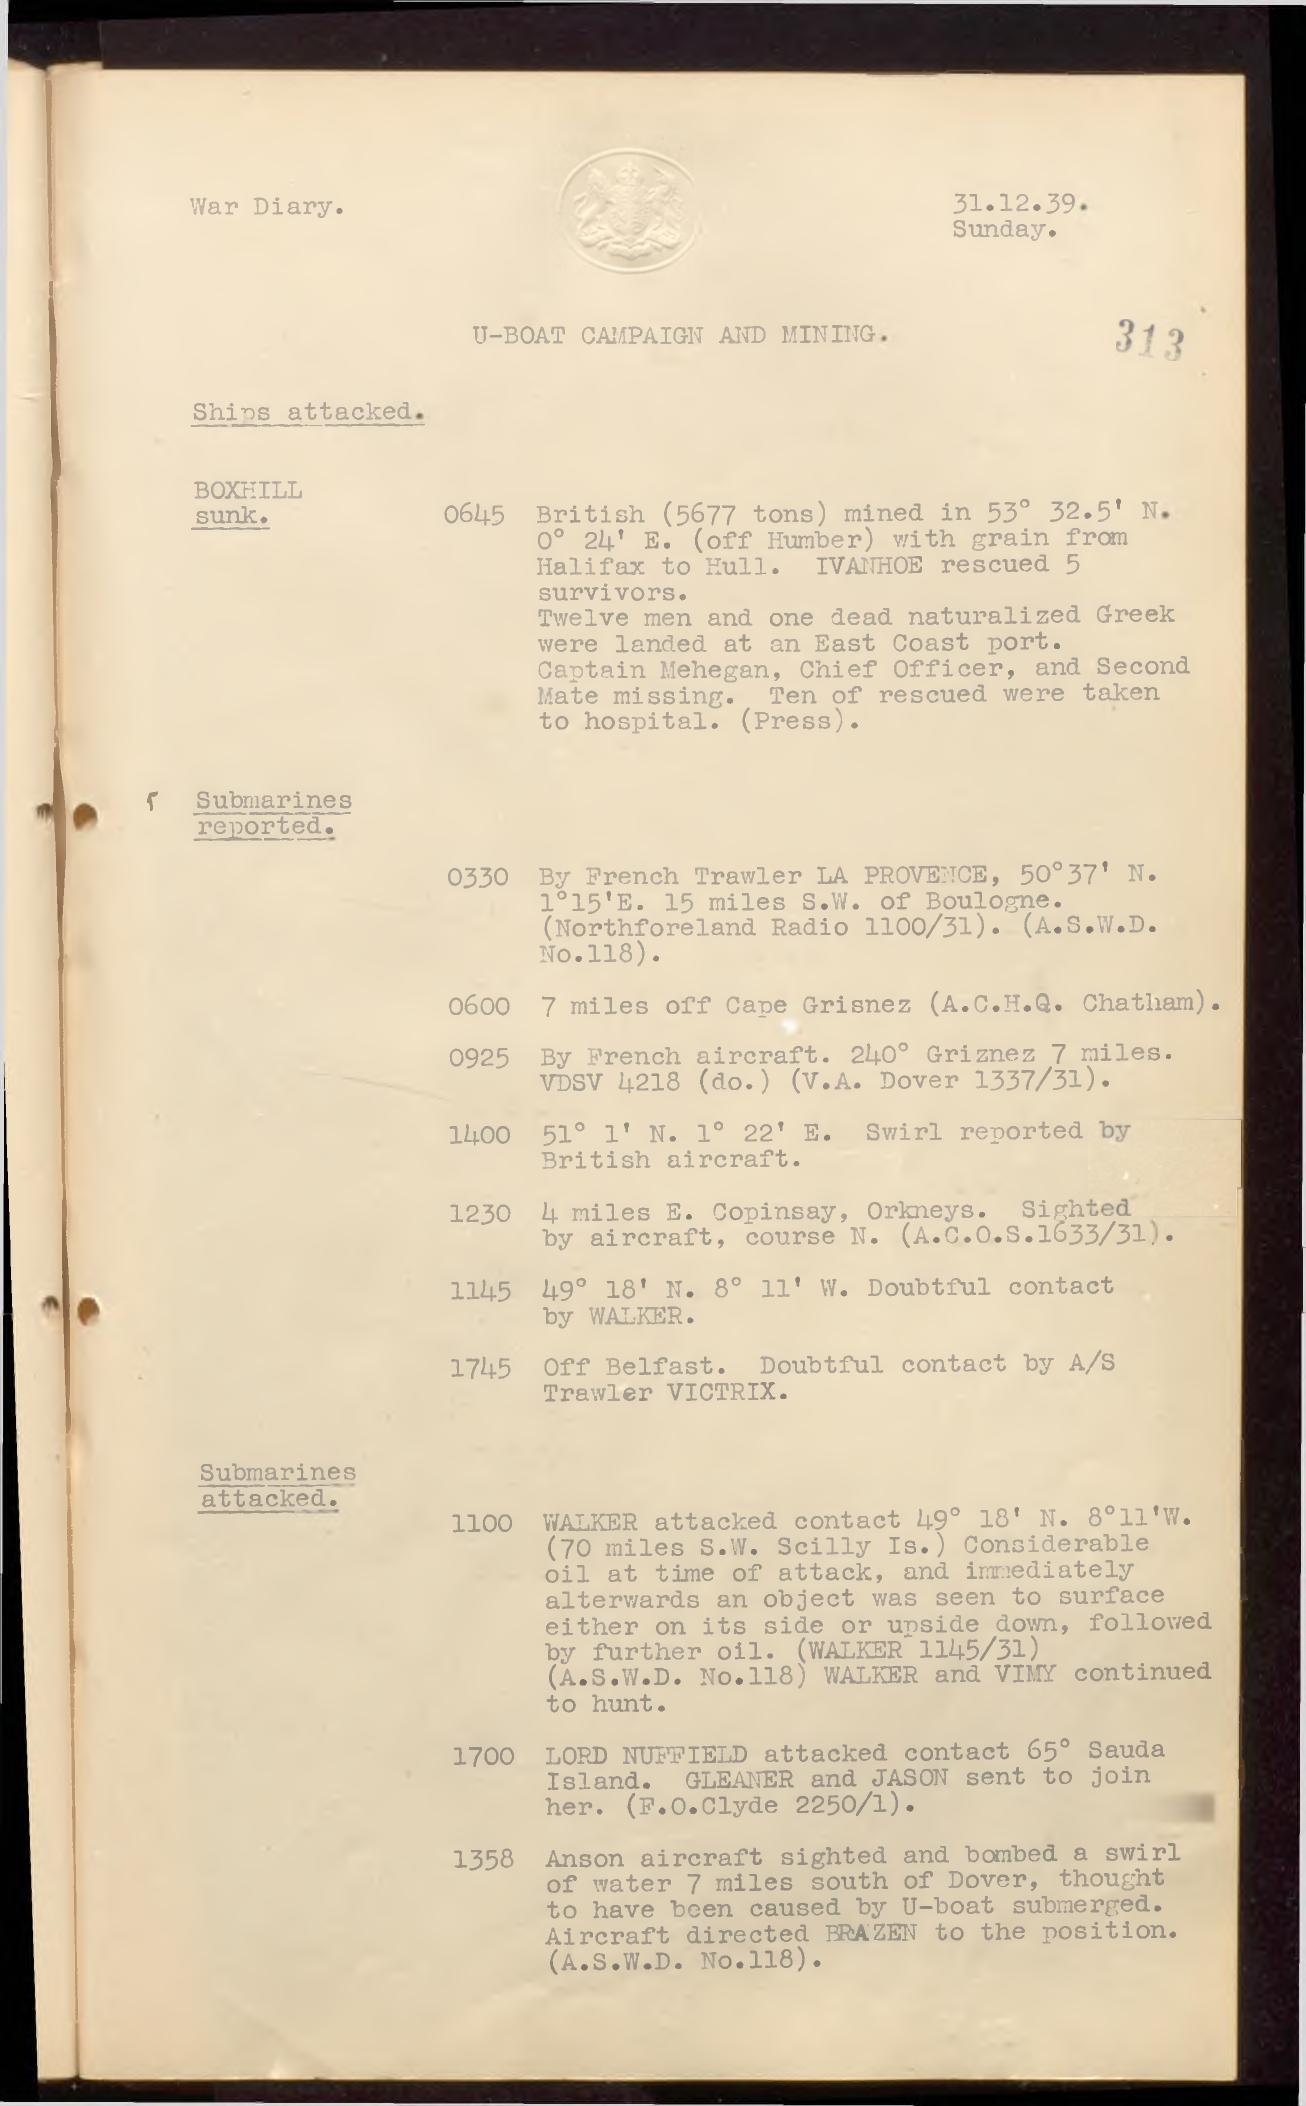 War Diary.
31.12.39.
Sunday.
U-BOAT CAMPAIGN AND MINING.
313
Ships attacked.
BOXHILL
sunk.
0645 British (5677 tons) mined in 53° 32.5' N.
0° 24' E. (off Humber) with grain from
Halifax to Hull. IVANHOE rescued 5
survivors.
Twelve men and one dead naturalized Greek
were landed at an East Coast port.
Captain Mehegan, Chief Officer, and Second
Mate missing. Ten of rescued were taken
to hospital. (Press).
Submarines
reported.
0330 By French Trawler LA PROVENCE, 50°37' N.
1°15'E. 15 miles S.W. of Boulogne.
(Northforeland Radio 1100/31). (A.S.W.D.
No.118).
0600 7 miles off Cape Grisnez (A.C.H.Q. Chatham).
0925 By French aircraft. 240° Griznez 7 miles.
VDSV 4218 (do.) (V.A. Dover 1337/31).
1400 51° 1' N. 1° 22' E. Swirl reported by
British aircraft.
1230 4 miles E. Copinsay, Orkneys. Sighted
by aircraft, course N. (A.C.O.S.1633/31).
1145 49° 18' N. 8° 11' W. Doubtful contact
by WALKER.
1745 Off Belfast. Doubtful contact by A/S
Trawler VICTRIX.
Submarines
attacked.
1100 WALKER attacked contact 49° 18' N. 8°11'W.
(70 miles S.W. Scilly Is.) Considerable
oil at time of attack, and immediately
alterwards an object was seen to surface
either on its side or upside down, followed
by further oil. (WALKER 1145/31)
(A.S.W.D. No.118) WALKER and VIMY continued
to hunt.
1700 LORD NUFFIELD attacked contact 65° Sauda
Island. GLEANER and JASON sent to join
her. (F.O.Clyde 2250/1).
1358 Anson aircraft sighted and bombed a swirl
of water 7 miles south of Dover, thought
to have been caused by U-boat submerged.
Aircraft directed BRAZEN to the position.
(A.S.W.D. No.118).